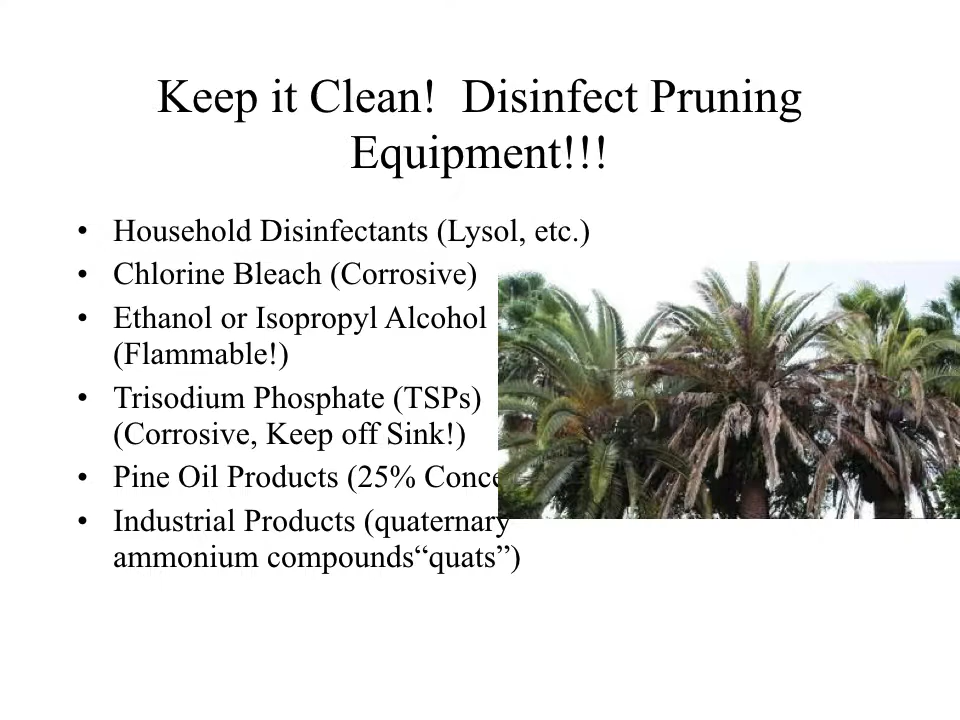 Keep it Clean!  Disinfect Pruning
Equipment!!!
• Household Disinfectants (Lysol, etc.)
• Chlorine Bleach (Corrosive)
• Ethanol or Isopropyl Alcohol
(Flammable!)
• Trisodium Phosphate (TSPs)
(Corrosive, Keep off Sink!)
• Pine Oil Products (25%
• Industrial Products (quaternary
ammonium compounds“quats”)